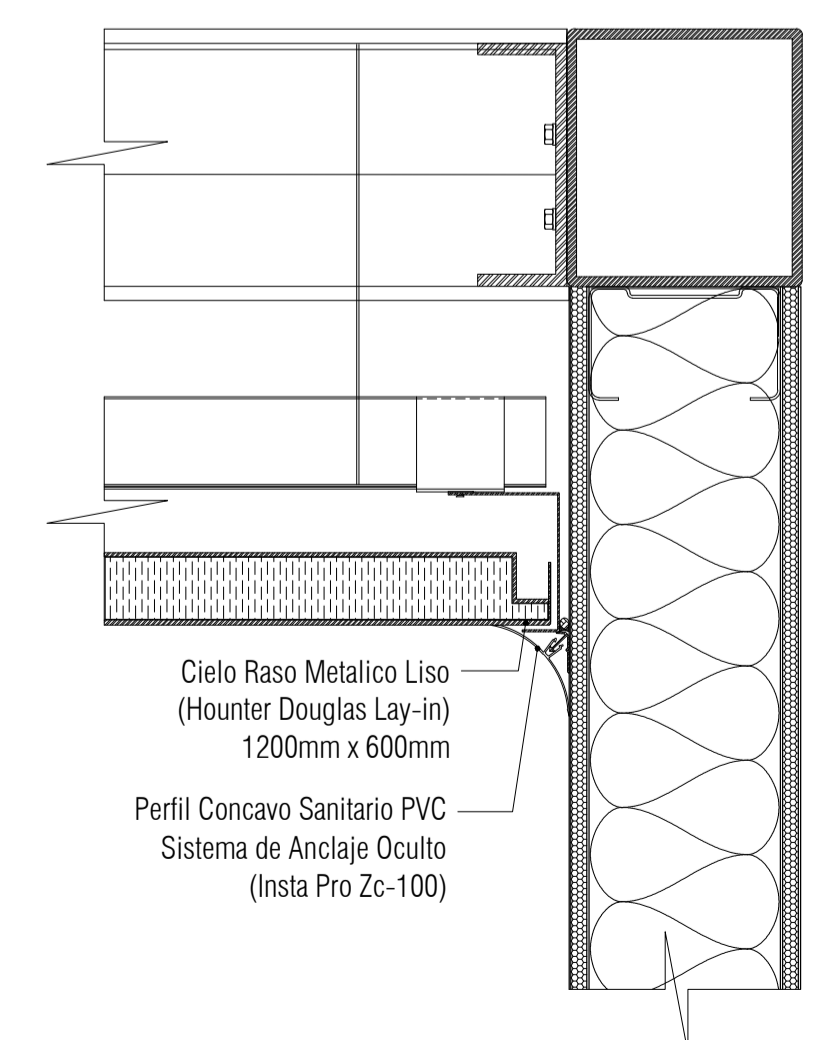 Cielo Raso Metalico Liso
(Hounter Douglas Lay-in)
1200mm x 600mm
Perfil Concavo Sanitario PVC
Sistema de Anclaje Oculto
(Insta Pro Zc-100)